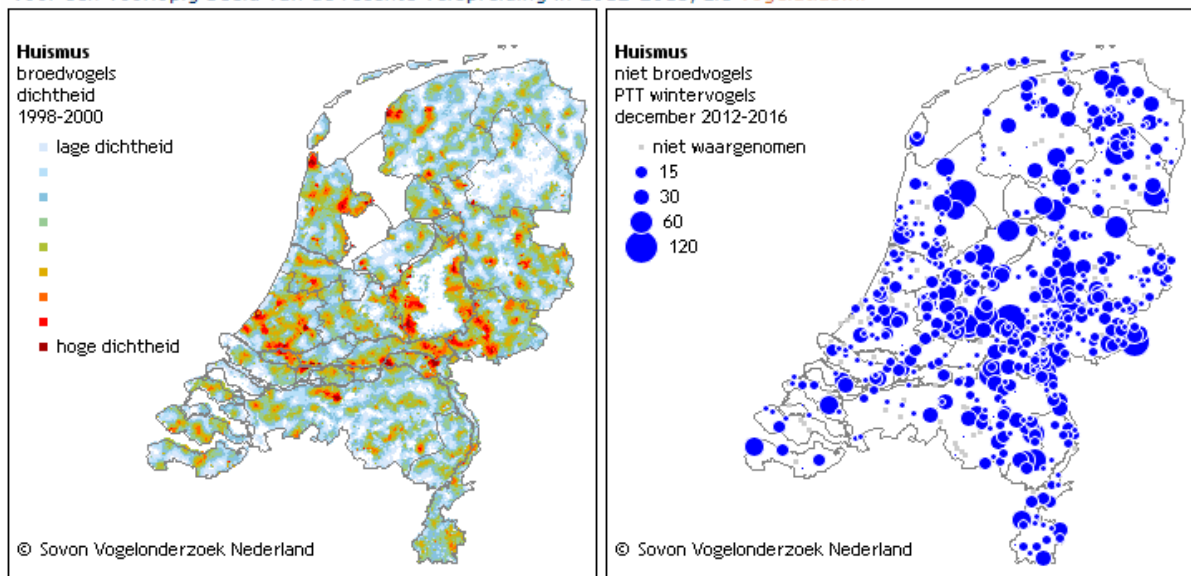 Huismus
broedvogels
dichtheid
1998-2000
lage dichtheid
hoge dichtheid
© Sovon Vogelonderzoek Nederland
Huismus
niet broedvogels
PTT wintervogels
december 2012-2016
niet waargenomen
15
30
60
120
© Sovon Vogelonderzoek Nederland